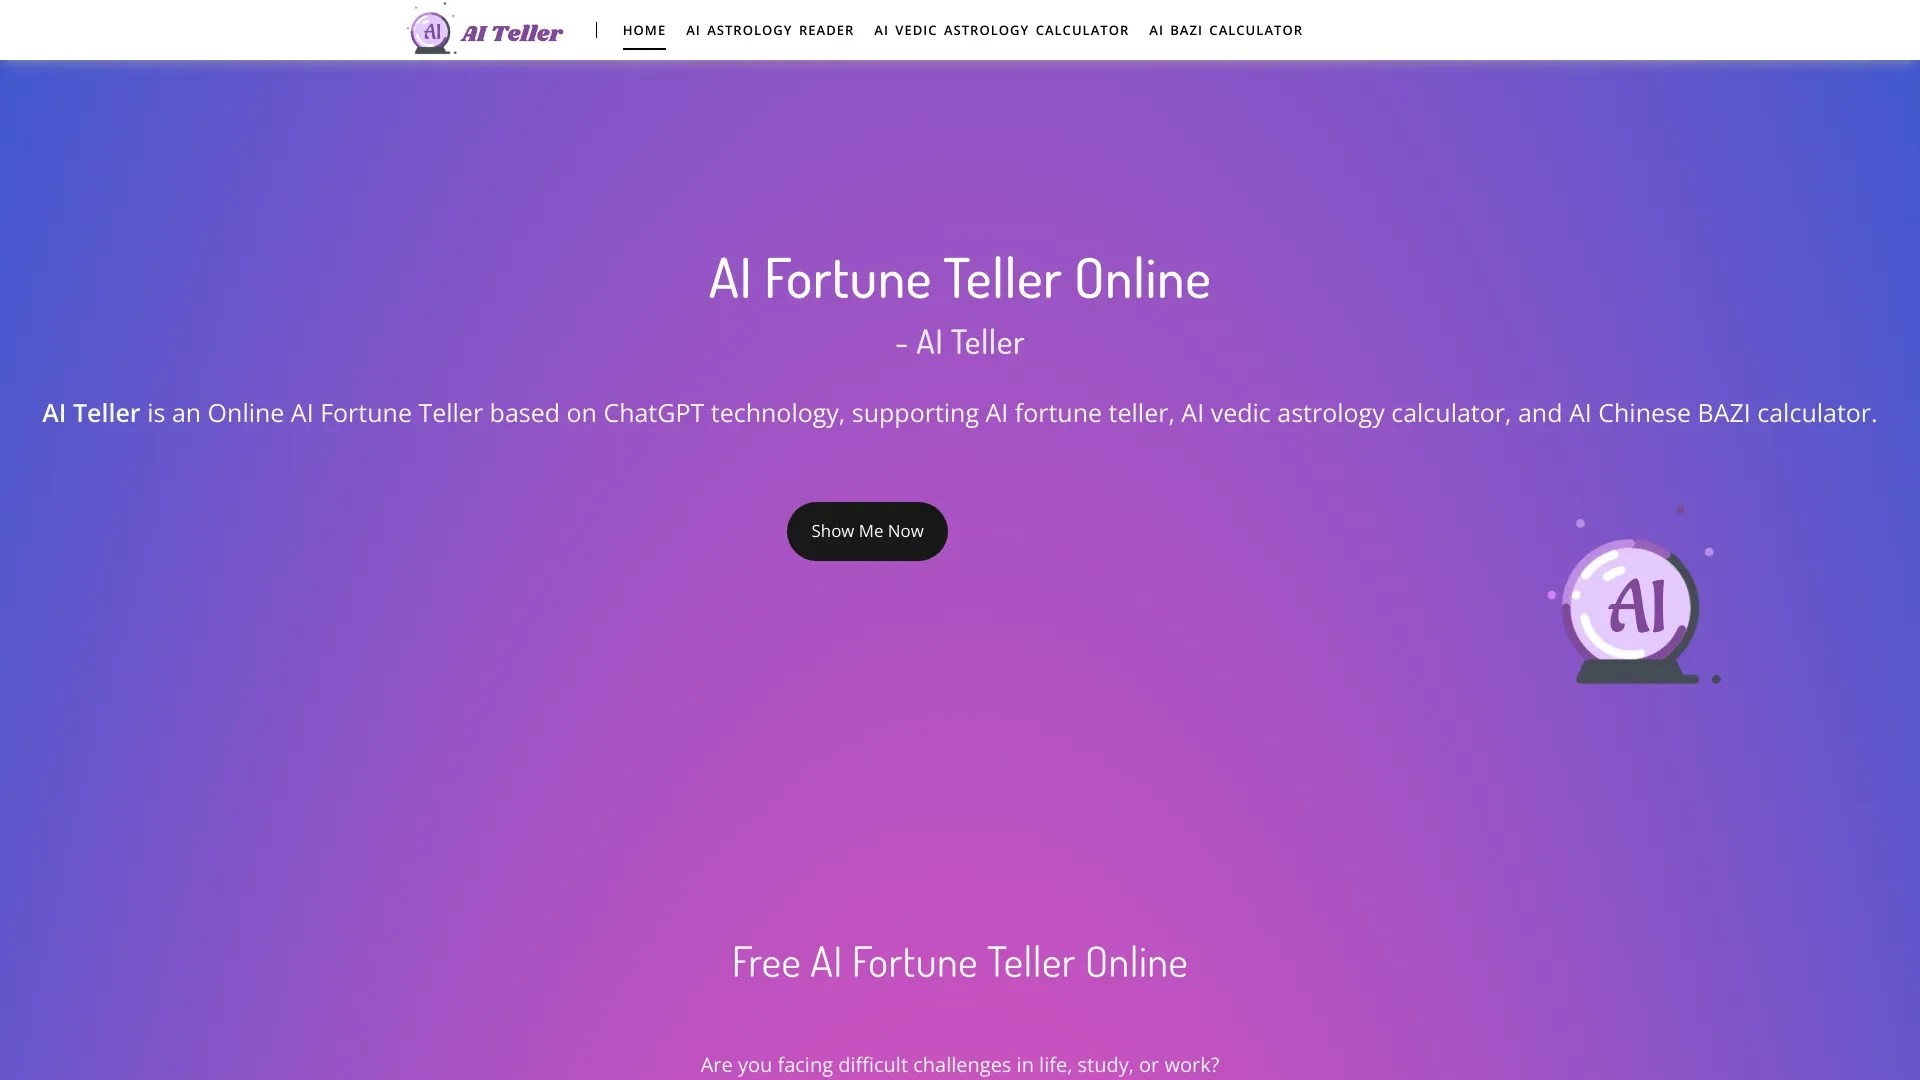 AI AI Teller
HOME AI ASTROLOGY READER AI VEDIC ASTROLOGY CALCULATOR AI BAZI CALCULATOR
AI Fortune Teller Online
- AI Teller
AI Teller is an Online AI Fortune Teller based on ChatGPT technology, supporting AI fortune teller, AI vedic astrology calculator, and AI Chinese BAZI calculator.
Show Me Now
AI
Free AI Fortune Teller Online
Are you facing difficult challenges in life, study, or work?